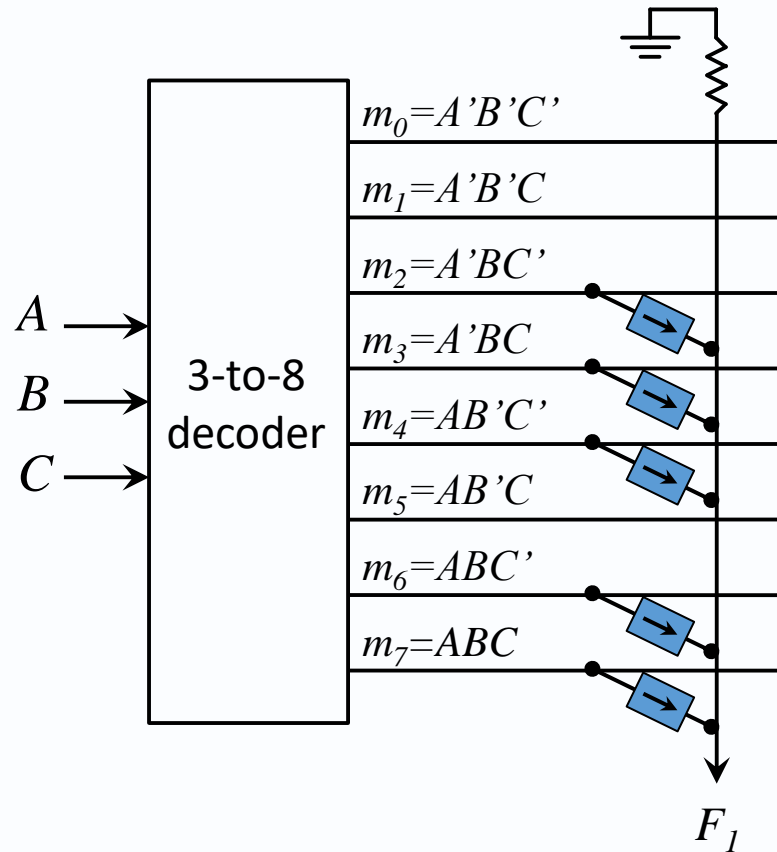 m₀=A’B’C’
m₁=A’B’C
m₂=A’BC’
A
m₃=A’BC
3-to-8
B
decoder
m₄=AB’C’
C
m₅=AB’C
m₆=ABC’
m₇=ABC
F₁